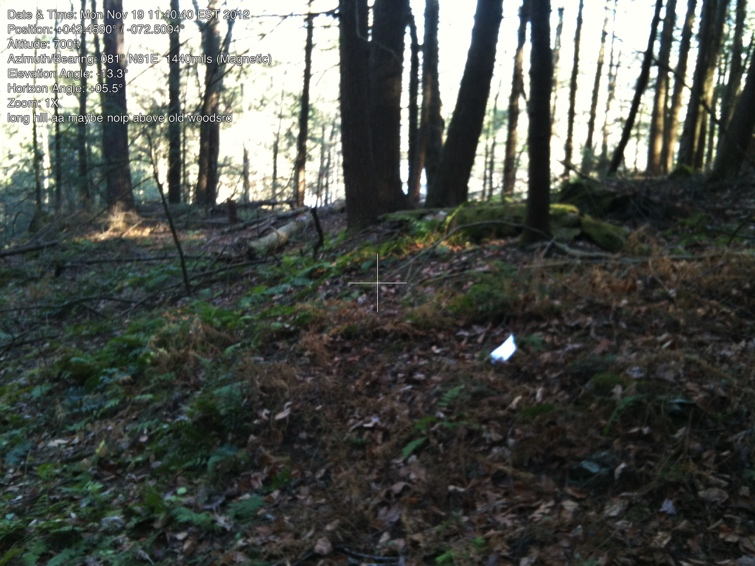 Date & Time: Mon Nov 19 11:40:40 EST 2012
Position: +042.4590° / -072.5094°
Altitude: 700ft
Azimuth/Bearing: 081° N81E 1440mils (Magnetic)
Elevation Angle: -13.3°
Horizon Angle: +05.5°
Zoom: 1X
long hill aa maybe noip above old woodsrd